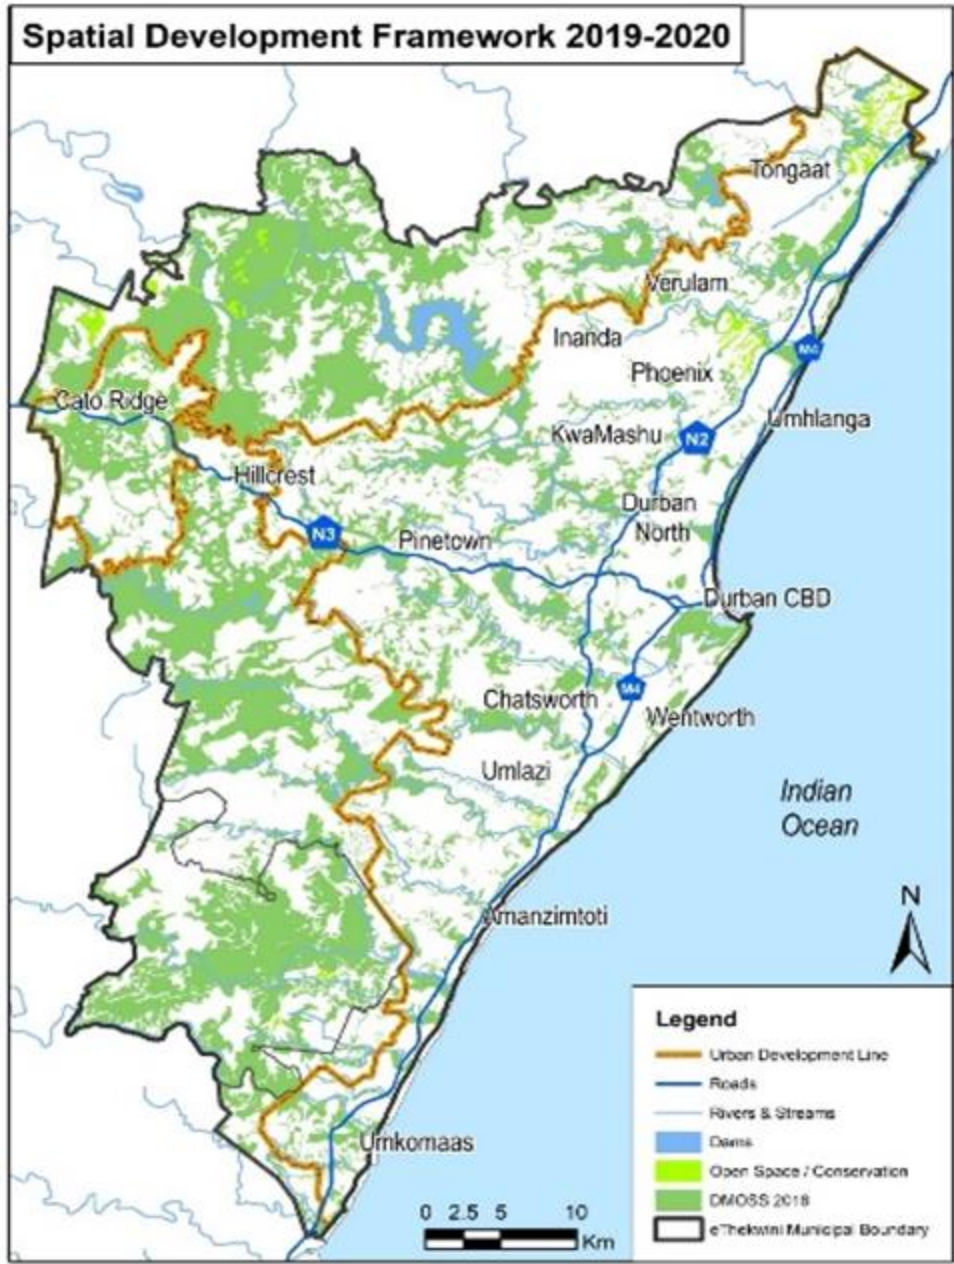 Spatial Development Framework 2019-2020
Tongaat
Verulam
Inanda
Phoenix
M4
Cato Ridge
Umhlanga
KwaMashu
N2
Hillcrest
Durban
North
N3
Pinetown
Durban CBD
Chatsworth
M4
Wentworth
Umlazi
Indian
Ocean
Amanzimtoti
N
Legend
Urban Development Line
Roads
Rivers & Streams
Dams
Open Space / Conservation
DMOSS 2018
eThekwini Municipal Boundary
Umkomaas
0 2.5 5 10
Km